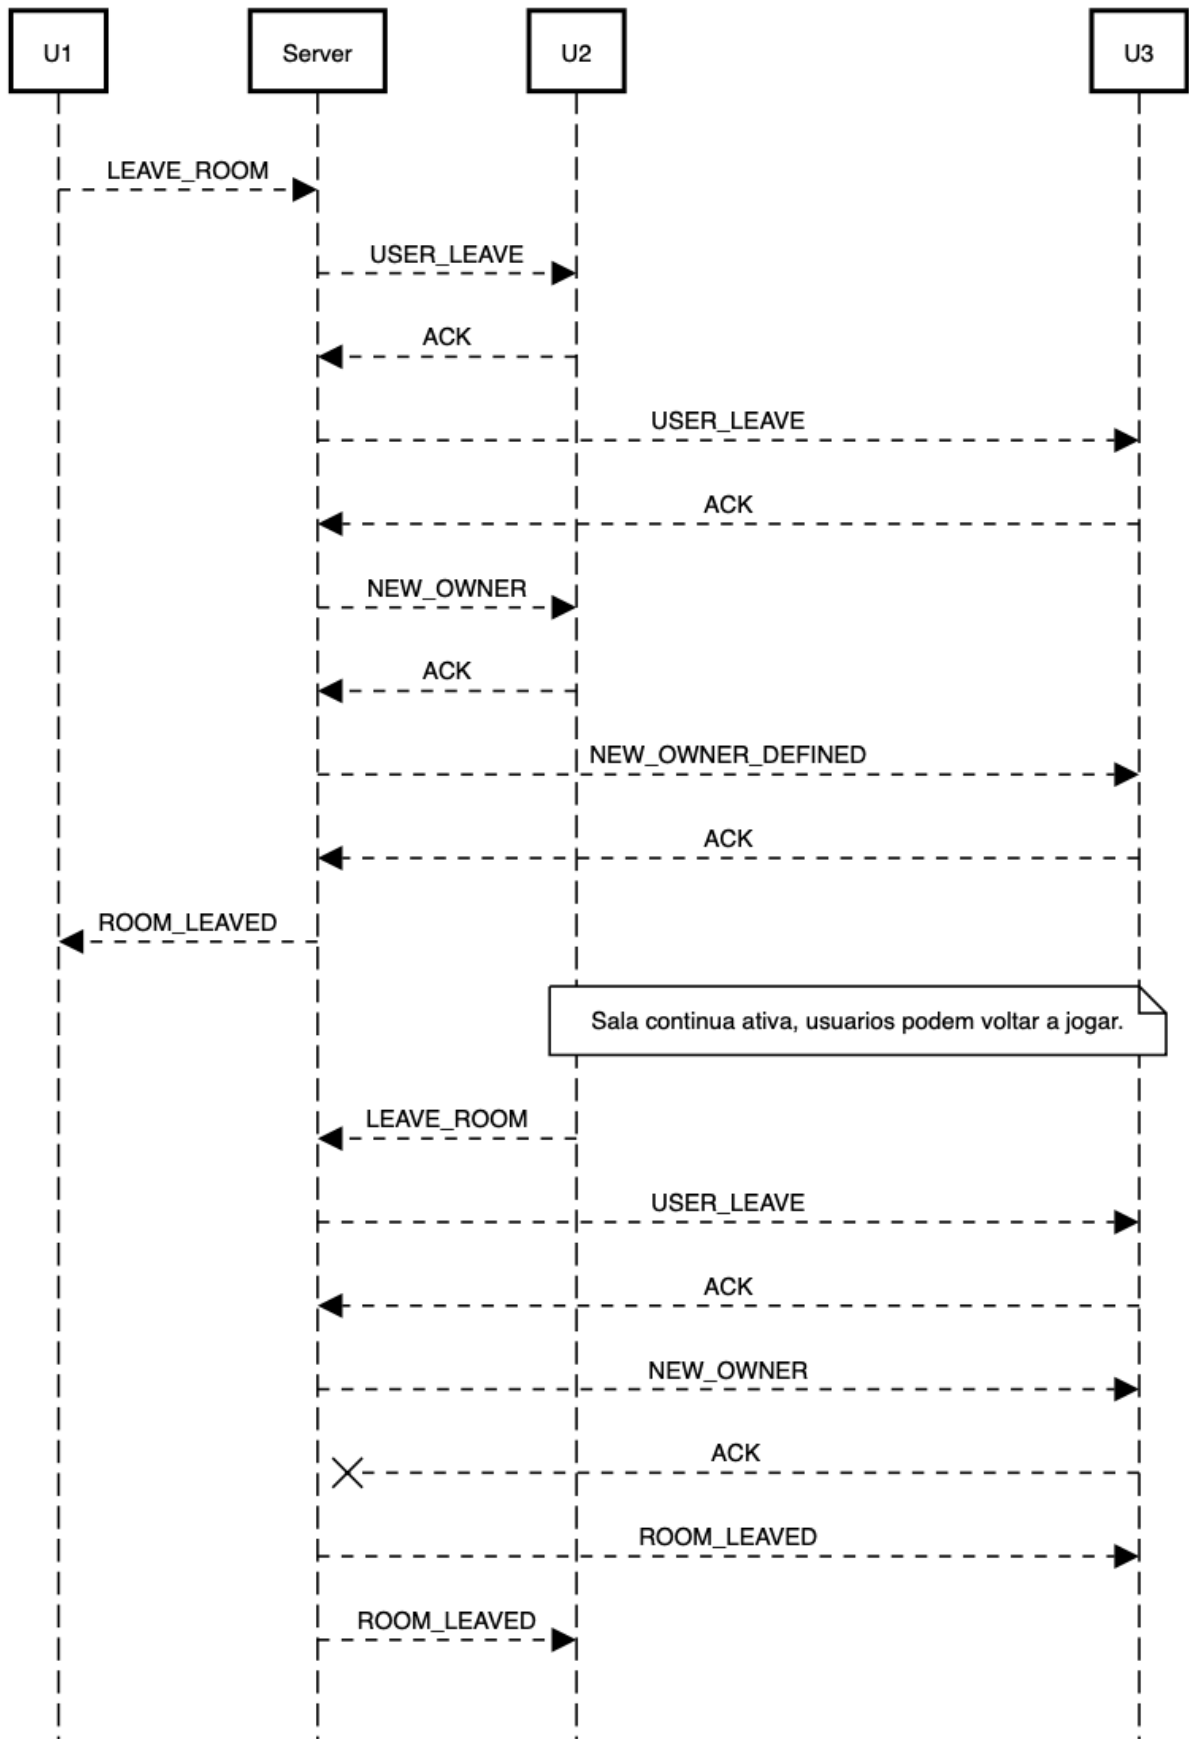 U1
Server
U2
U3
LEAVE_ROOM
USER_LEAVE
ACK
USER_LEAVE
ACK
NEW_OWNER
ACK
NEW_OWNER_DEFINED
ACK
ROOM_LEAVED
Sala continua ativa, usuarios podem voltar a jogar.
LEAVE_ROOM
USER_LEAVE
ACK
NEW_OWNER
ACK
ROOM_LEAVED
ROOM_LEAVED